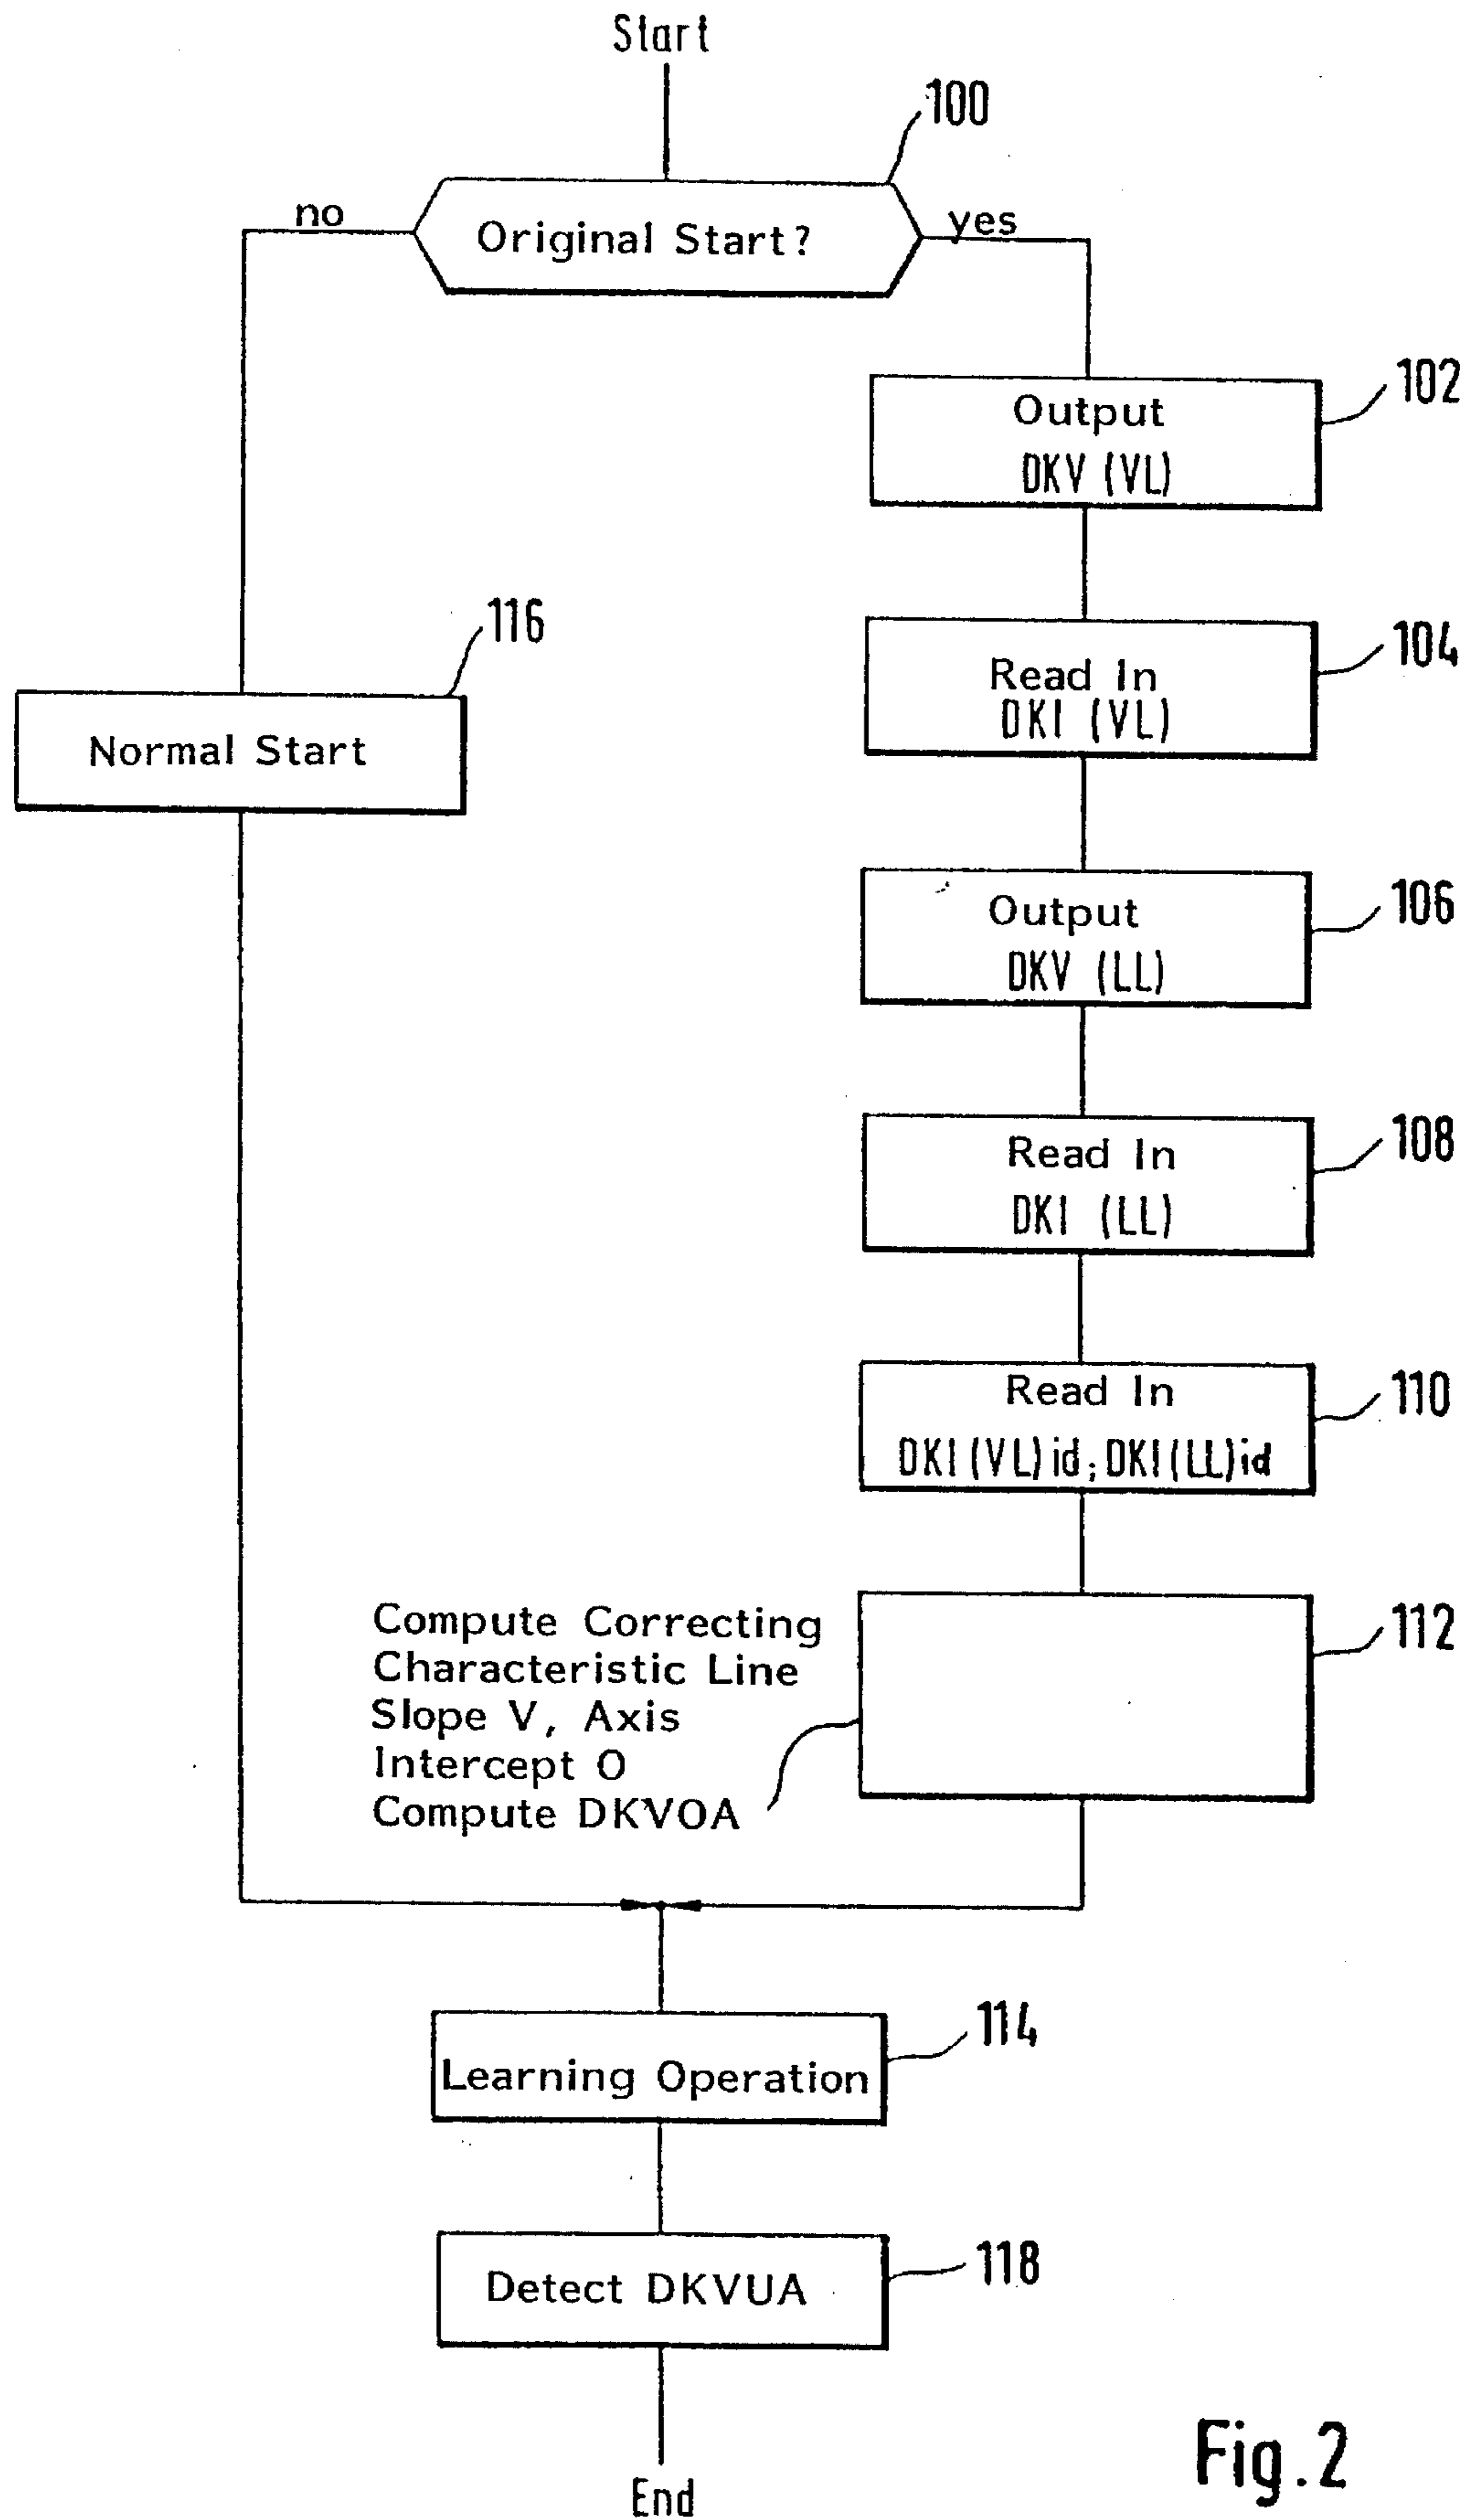 Start
100
Original Start?
no
yes
102
Output
DKV (VL)
104
Read In
DKI (VL)
116
Normal Start
106
Output
DKV (LL)
108
Read In
DKI (LL)
110
Read In
DKI(VL)id; DKI(LL)id
112
Compute Correcting
Characteristic Line
Slope V, Axis
Intercept O
Compute DKVOA
114
Learning Operation
118
Detect DKVUA
End
Fig.2